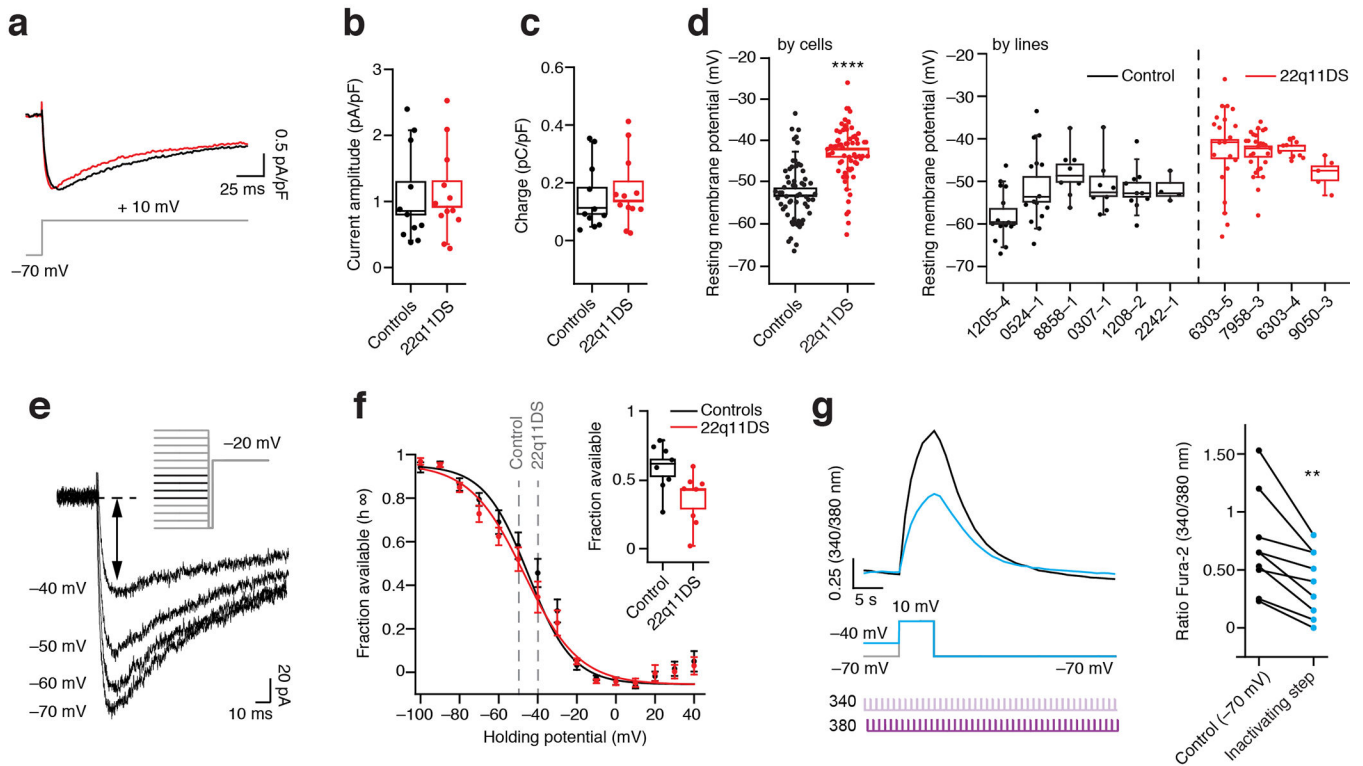 a
0.5 pA/pF
25 ms
+ 10 mV
−70 mV
b
Current amplitude (pA/pF)
3
2
1
0
Controls
22q11DS
c
Charge (pC/pF)
0.6
0.4
0.2
0
Controls
22q11DS
d
by cells
Resting membrane potential (mV)
−20
−30
−40
−50
−60
−70
****
Controls
22q11DS
by lines
Resting membrane potential (mV)
−20
−30
−40
−50
−60
−70
Control
22q11DS
1205−4
0524−1
8858−1
0307−1
1208−2
2242−1
6303−5
7958−3
6303−4
9050−3
e
−20 mV
−40 mV
−50 mV
−60 mV
−70 mV
20 pA
10 ms
f
Control
22q11DS
Fraction available (h ∞)
1
0.8
0.6
0.4
0.2
0
−100
−80
−60
−40
−20
0
20
40
Holding potential (mV)
Controls
22q11DS
Fraction available
1
0.5
0
Control
22q11DS
g
0.25 (340/380 nm)
5 s
10 mV
−40 mV
−70 mV
−70 mV
340
380
Ratio Fura-2 (340/380 nm)
1.50
1
0.50
0
**
Control (−70 mV)
Inactivating step